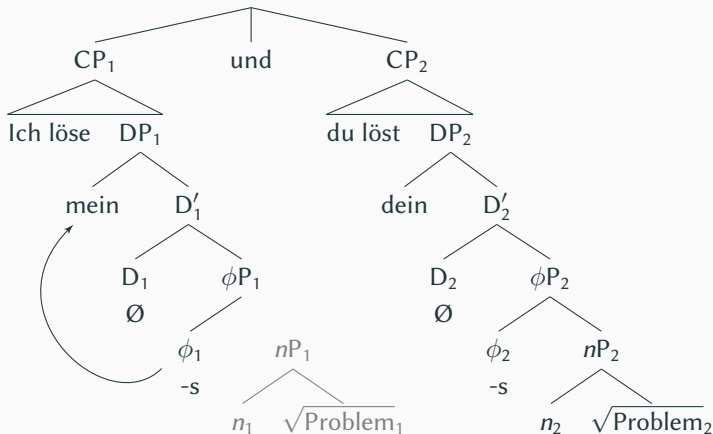 CP₁ und CP₂
Ich löse DP₁ du löst DP₂
mein D′₁ dein D′₂
D₁ ϕP₁ D₂ ϕP₂
Ø Ø
ϕ₁ nP₁ ϕ₂ nP₂
-s -s
n₁ √Problem₁ n₂ √Problem₂